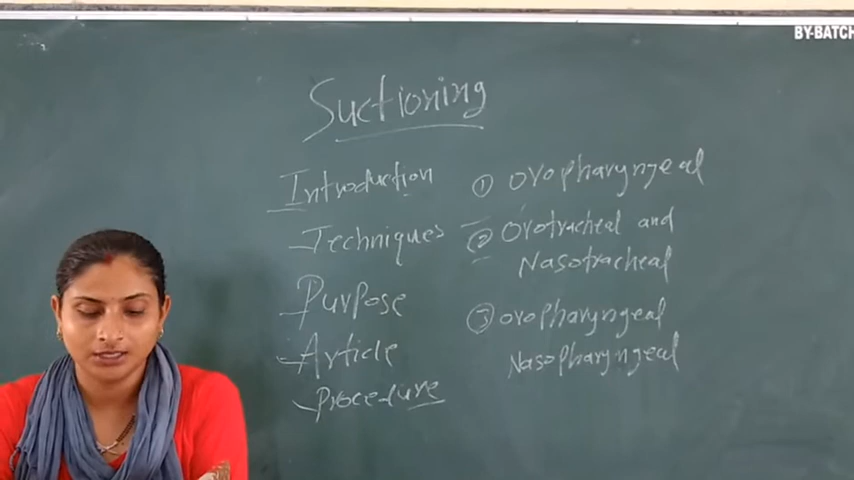 BY-BATCH
Suctioning
Introduction
Techniques
Purpose
Article
Procedure
① Oropharyngeal
② Orotracheal and
Nasotracheal
③ oropharyngeal
Nasopharyngeal